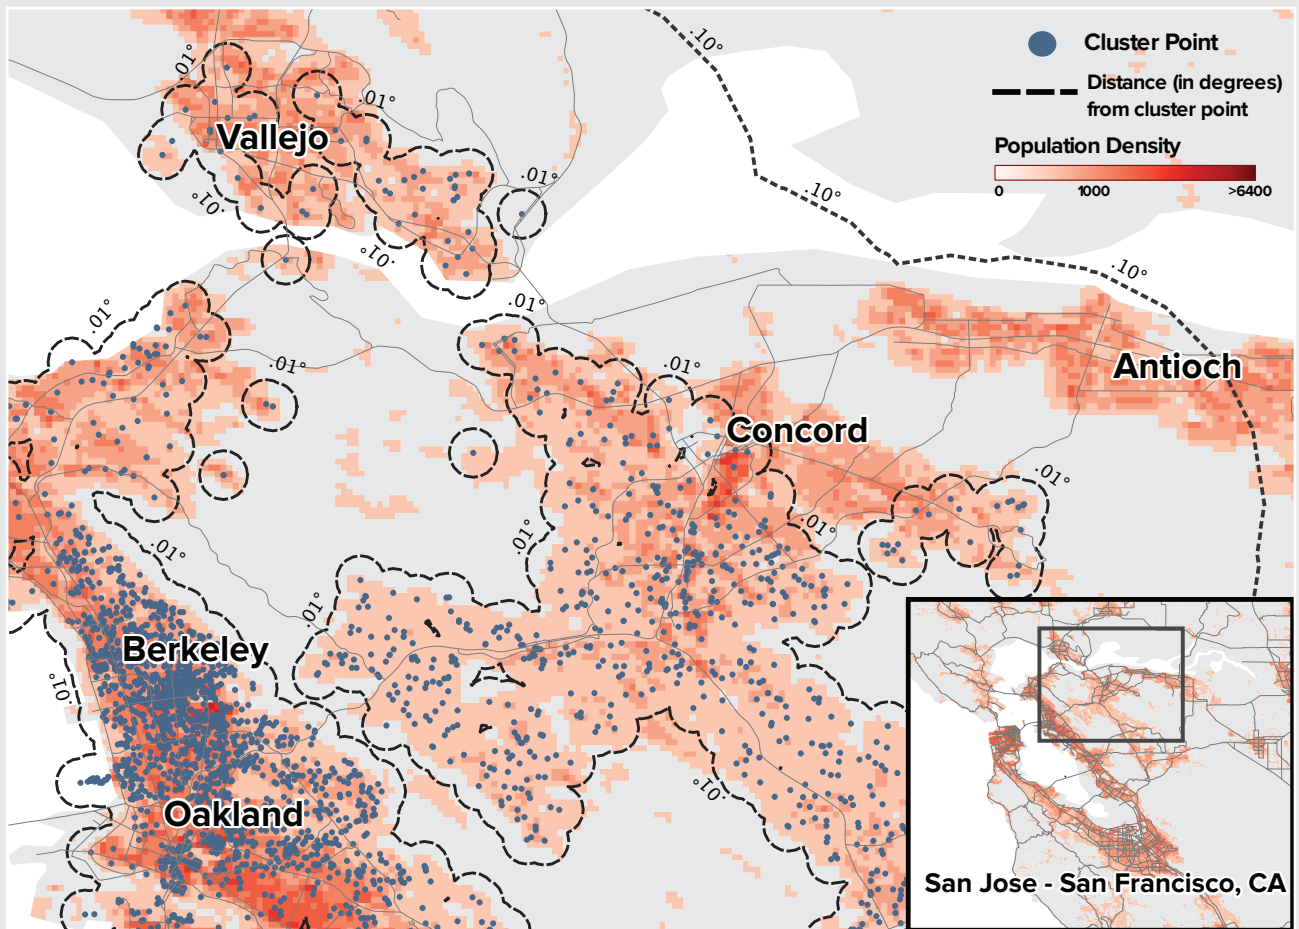 .10°
Cluster Point
.01°
Distance (in degrees)
from cluster point
.01°
Vallejo
Population Density
.01°
.10°
0 1000 >6400
.01°
.01°
.10°
.01°
.01°
.01°
.01°
Antioch
Concord
.01°
.01°
.01°
.01°
.01°
Berkeley
.01°
.01°
Oakland
San Jose - San Francisco, CA